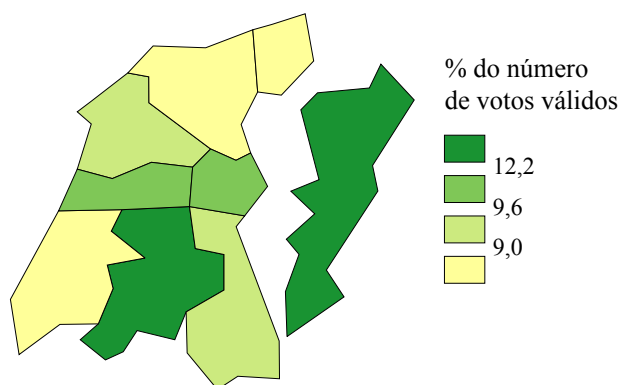 % do número
de votos válidos
12,2
9,6
9,0